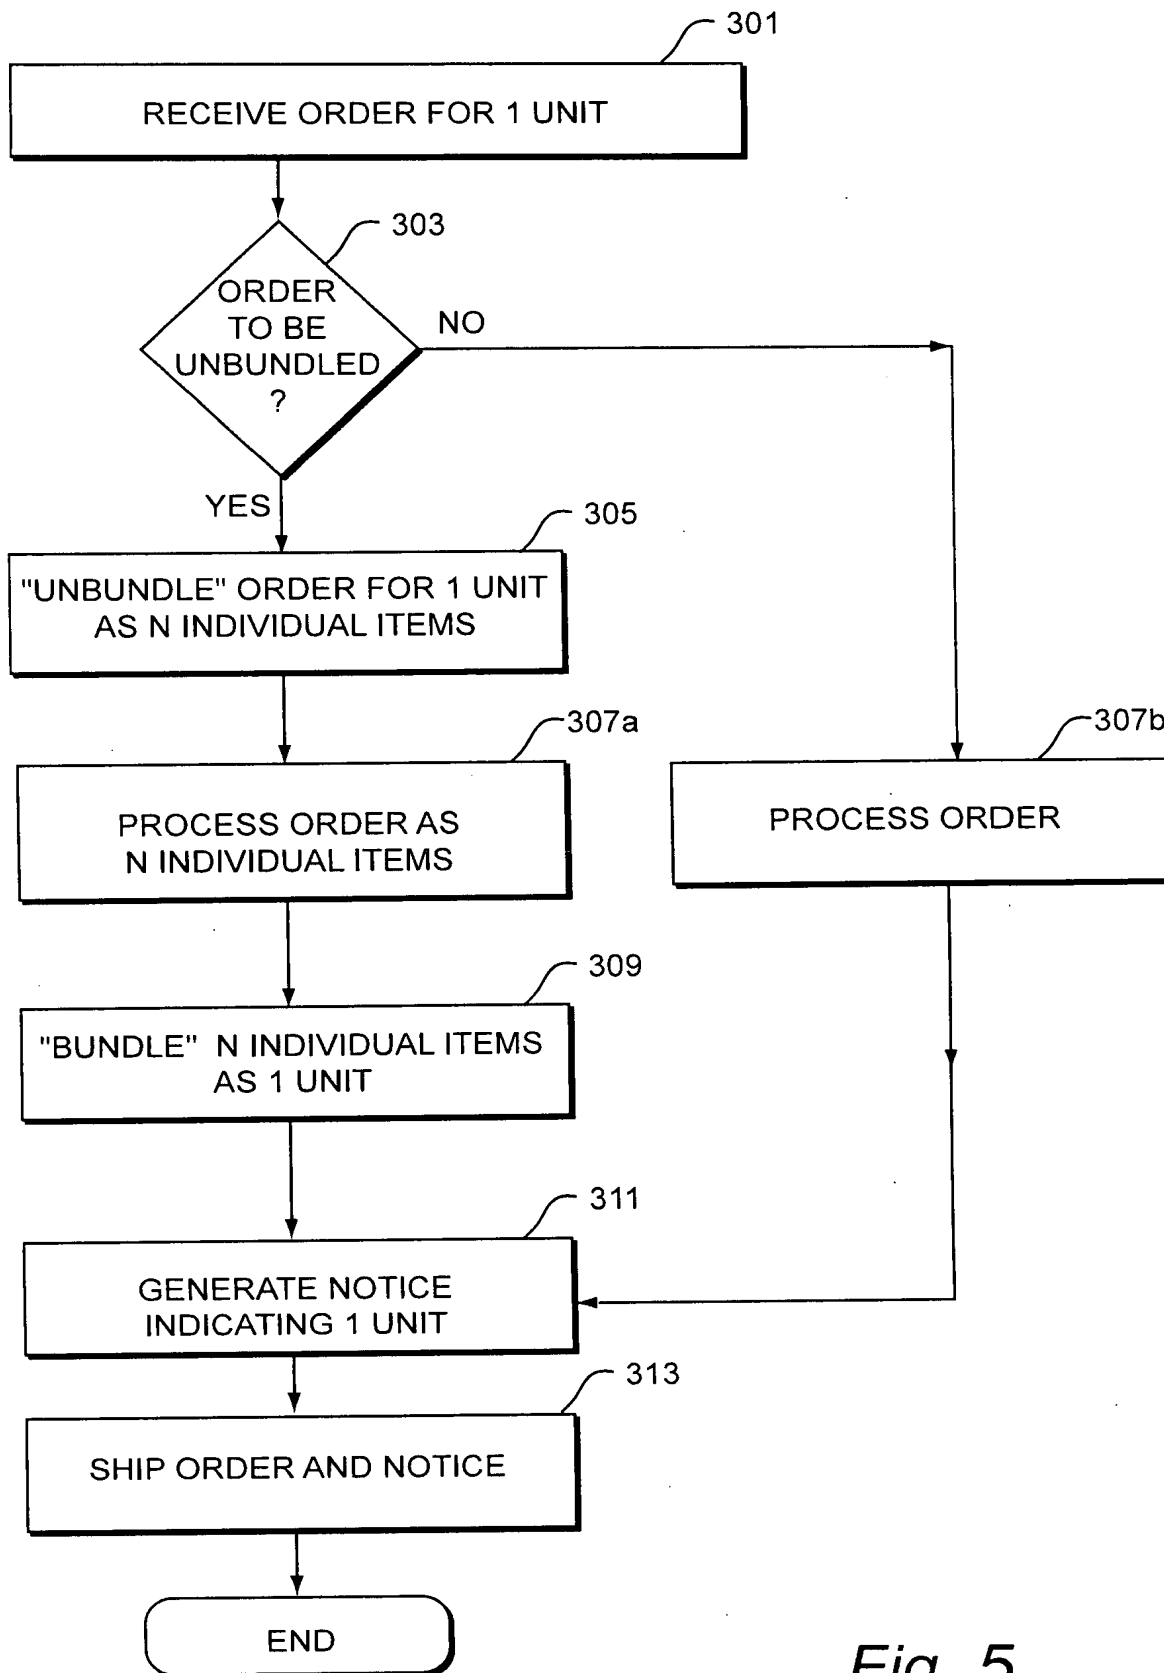 301
RECEIVE ORDER FOR 1 UNIT
303
ORDER
TO BE
UNBUNDLED
?
NO
YES
305
"UNBUNDLE" ORDER FOR 1 UNIT
AS N INDIVIDUAL ITEMS
307a
PROCESS ORDER AS
N INDIVIDUAL ITEMS
307b
PROCESS ORDER
309
"BUNDLE" N INDIVIDUAL ITEMS
AS 1 UNIT
311
GENERATE NOTICE
INDICATING 1 UNIT
313
SHIP ORDER AND NOTICE
END
Fig. 5